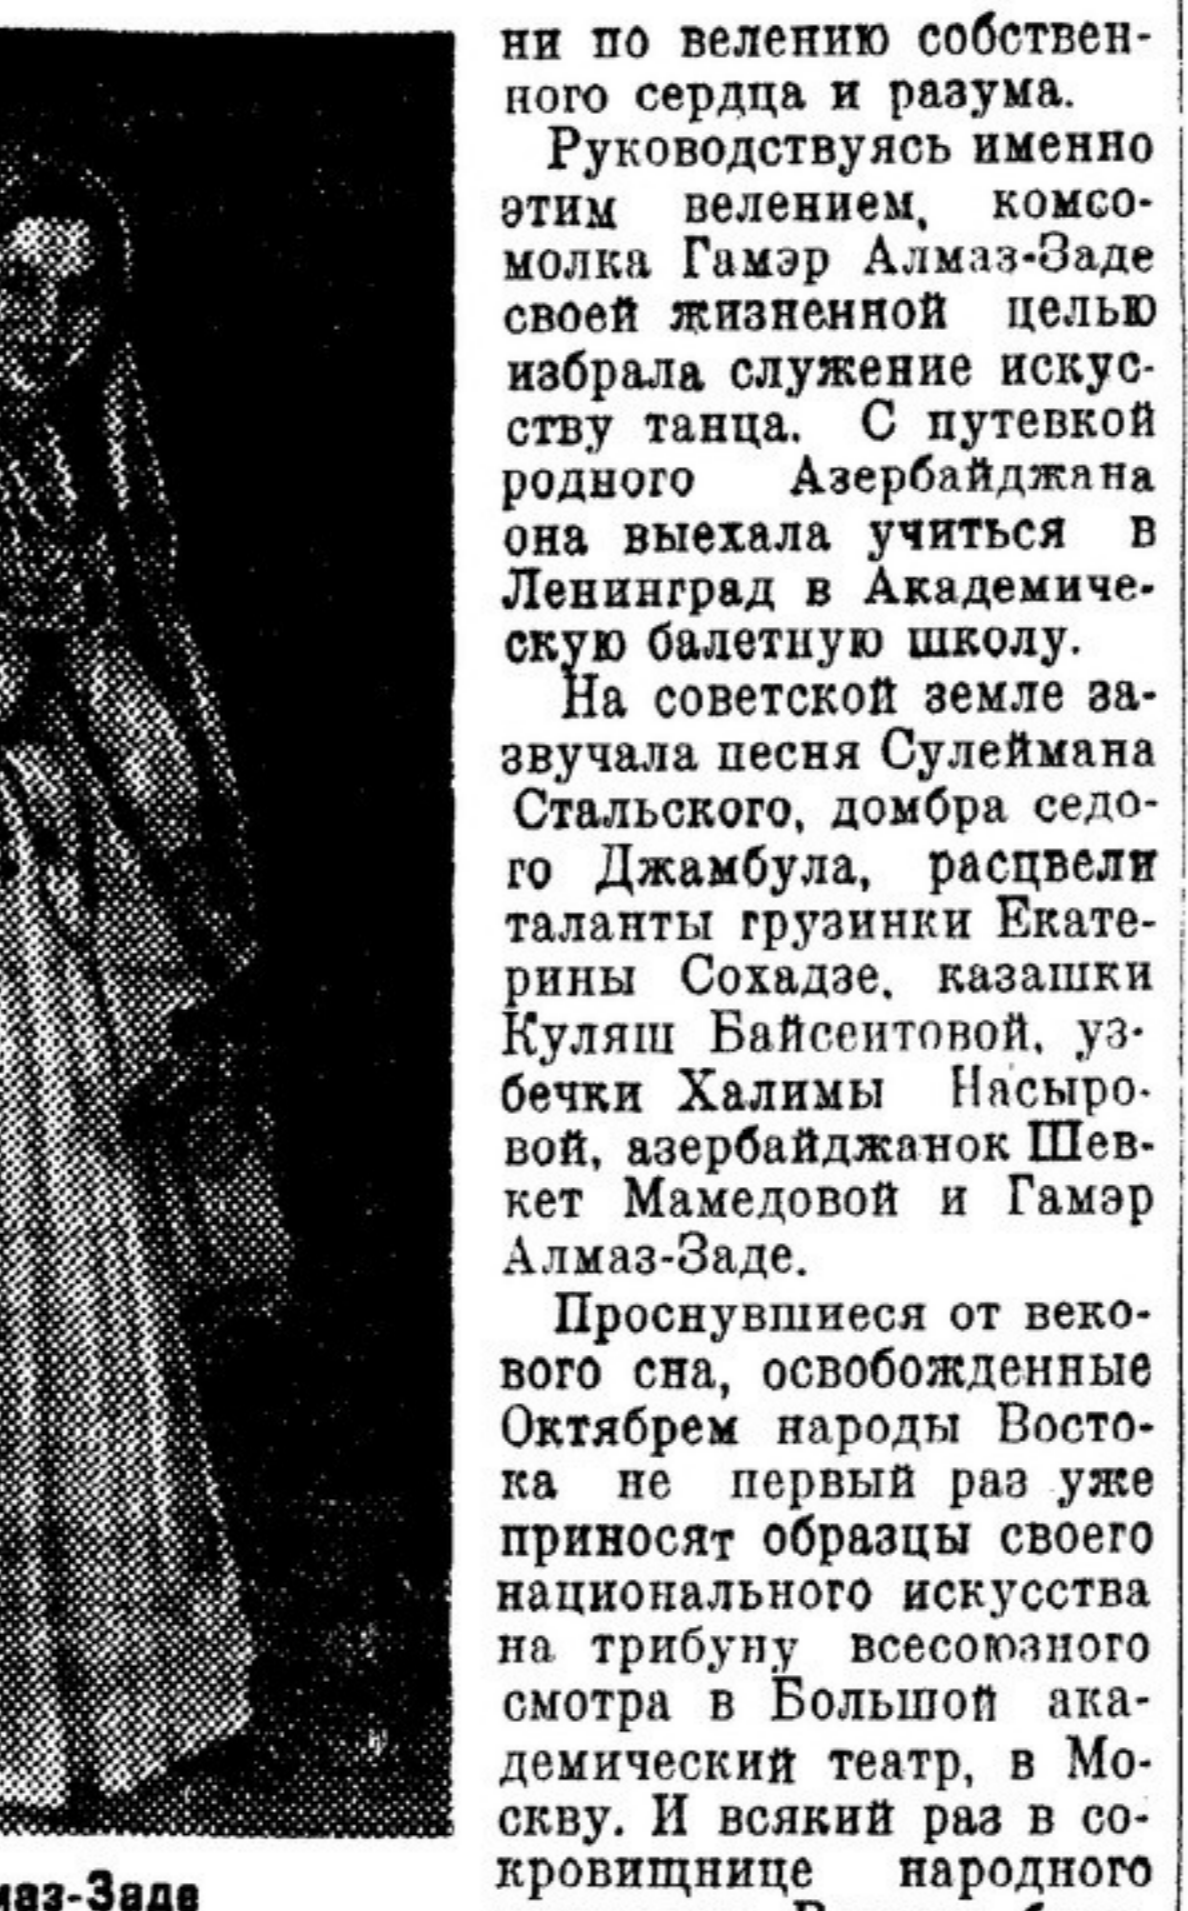 ни по велению собствен-
ного сердца и разума.
Руководствуясь именно
этим велением, комсо-
молка Гамэр Алмаз-Заде
своей жизненной целью
избрала служение искус-
ству танца. С путевкой
родного Азербайджана
она выехала учиться в
Ленинград в Академиче-
скую балетную школу.
На советской земле за-
звучала песня Сулеймана
Стальского, домбра седо-
го Джамбула, расцвели
таланты грузинки Екате-
рины Сохадзе, казашки
Куляш Байсеитовой, уз-
бечки Халимы Насыро-
вой, азербайджанок Шев-
кет Мамедовой и Гамэр
Алмаз-Заде.
Проснувшиеся от веко-
вого сна, освобожденные
Октябрем народы Восто-
ка не первый раз уже
приносят образцы своего
национального искусства
на трибуну всесоюзного
смотра в Большой ака-
демический театр, в Мо-
скву. И всякий раз в со-
кровищнице народного
маз-Заде